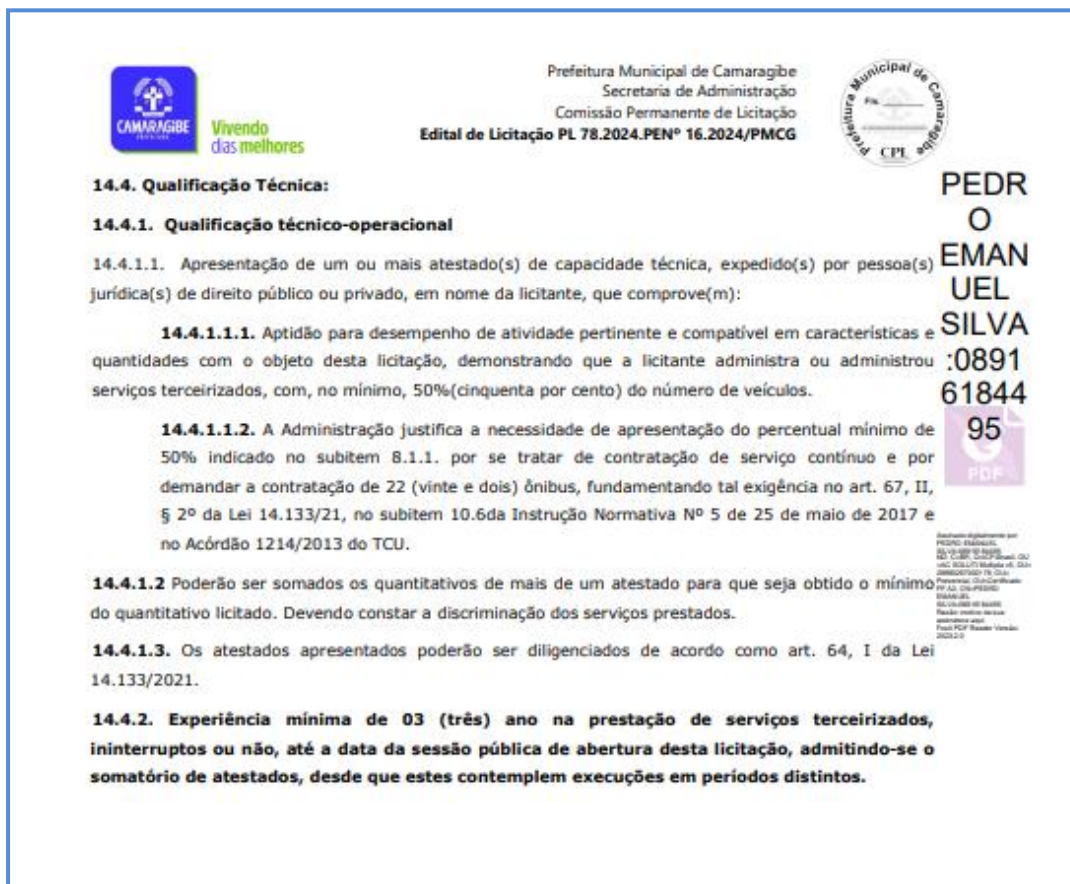 Prefeitura Municipal de Camaragibe
Secretaria de Administração
Comissão Permanente de Licitação
Edital de Licitação PL 78.2024.PENº 16.2024/PMCG
CAMARAGIBE
Vivendo
dias melhores
Prefeitura Municipal de Camaragibe
Fls.
CPL
14.4. Qualificação Técnica:
14.4.1. Qualificação técnico-operacional
14.4.1.1. Apresentação de um ou mais atestado(s) de capacidade técnica, expedido(s) por pessoa(s)
jurídica(s) de direito público ou privado, em nome da licitante, que comprove(m):
14.4.1.1.1. Aptidão para desempenho de atividade pertinente e compatível em características e
quantidades com o objeto desta licitação, demonstrando que a licitante administra ou administrou
serviços terceirizados, com, no mínimo, 50%(cinquenta por cento) do número de veículos.
14.4.1.1.2. A Administração justifica a necessidade de apresentação do percentual mínimo de
50% indicado no subitem 8.1.1. por se tratar de contratação de serviço contínuo e por
demandar a contratação de 22 (vinte e dois) ônibus, fundamentando tal exigência no art. 67, II,
§ 2º da Lei 14.133/21, no subitem 10.6da Instrução Normativa Nº 5 de 25 de maio de 2017 e
no Acórdão 1214/2013 do TCU.
14.4.1.2 Poderão ser somados os quantitativos de mais de um atestado para que seja obtido o mínimo
do quantitativo licitado. Devendo constar a discriminação dos serviços prestados.
14.4.1.3. Os atestados apresentados poderão ser diligenciados de acordo como art. 64, I da Lei
14.133/2021.
14.4.2. Experiência mínima de 03 (três) ano na prestação de serviços terceirizados,
ininterruptos ou não, até a data da sessão pública de abertura desta licitação, admitindo-se o
somatório de atestados, desde que estes contemplem execuções em períodos distintos.
PEDR
O
EMAN
UEL
SILVA
:0891
61844
95
PDF
Assinado digitalmente por
PEDRO EMANUEL